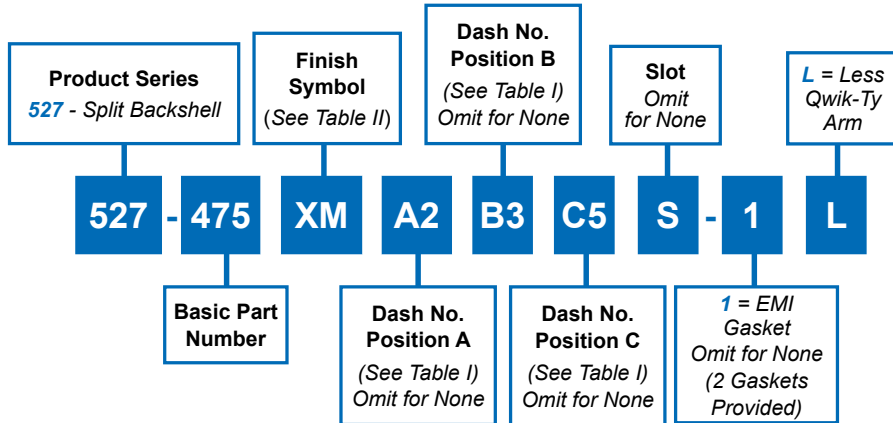 Product Series
527 - Split Backshell
Finish
Symbol
(See Table II)
Dash No.
Position B
(See Table I)
Omit for None
Slot
Omit
for None
L = Less
Qwik-Ty
Arm
527 - 475 XM A2 B3 C5 S - 1 L
Basic Part
Number
Dash No.
Position A
(See Table I)
Omit for None
Dash No.
Position C
(See Table I)
Omit for None
1 = EMI
Gasket
Omit for None
(2 Gaskets
Provided)